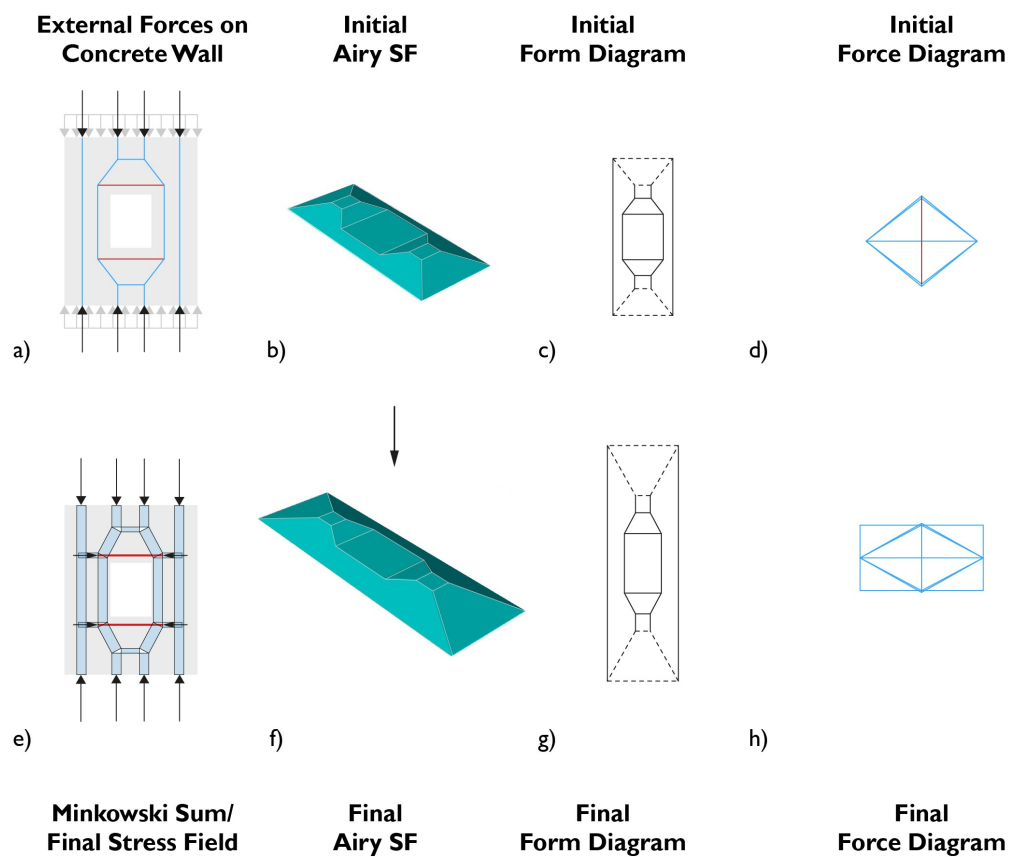 External Forces on
Concrete Wall
Initial
Airy SF
Initial
Form Diagram
Initial
Force Diagram
a)
b)
c)
d)
e)
f)
g)
h)
Minkowski Sum/
Final Stress Field
Final
Airy SF
Final
Form Diagram
Final
Force Diagram